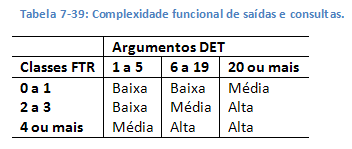 Tabela 7-39: Complexidade funcional de saídas e consultas.
Argumentos DET
Classes FTR 1 a 5 6 a 19 20 ou mais
0 a 1 Baixa Baixa Média
2 a 3 Baixa Média Alta
4 ou mais Média Alta Alta